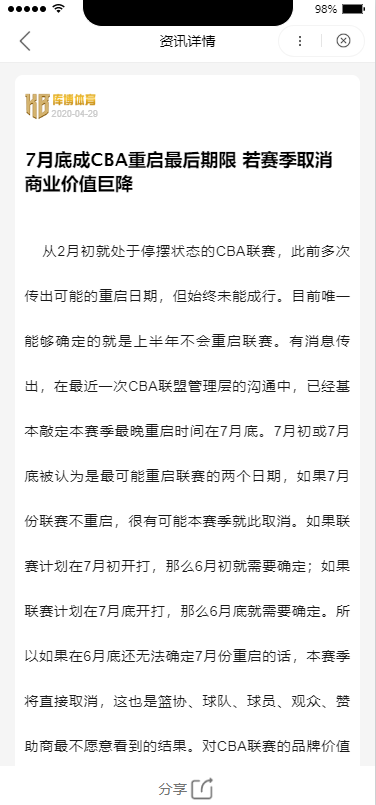 98%
资讯详情
HB 库博体育
2020-04-29
7月底成CBA重启最后期限 若赛季取消
商业价值巨降
从2月初就处于停摆状态的CBA联赛，此前多次
传出可能的重启日期，但始终未能成行。目前唯一
能够确定的就是上半年不会重启联赛。有消息传
出，在最近一次CBA联盟管理层的沟通中，已经基
本敲定本赛季最晚重启时间在7月底。7月初或7月
底被认为是最可能重启联赛的两个日期，如果7月
份联赛不重启，很有可能本赛季就此取消。如果联
赛计划在7月初开打，那么6月初就需要确定；如果
联赛计划在7月底开打，那么6月底就需要确定。所
以如果在6月底还无法确定7月份重启的话，本赛季
将直接取消，这也是篮协、球队、球员、观众、赞
助商最不愿意看到的结果。对CBA联赛的品牌价值
分享